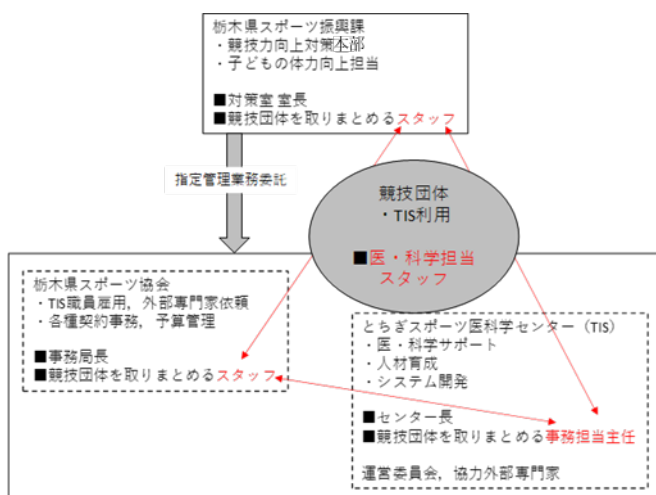 栃木県スポーツ振興課
・競技力向上対策本部
・子どもの体力向上担当
■対策室 室長
■競技団体を取りまとめるスタッフ
指定管理業務委託
競技団体
・TIS利用
■医・科学担当
スタッフ
栃木県スポーツ協会
・TIS職員雇用，外部専門家依頼
・各種契約事務，予算管理
■事務局長
■競技団体を取りまとめるスタッフ
とちぎスポーツ医科学センター（TIS）
・医・科学サポート
・人材育成
・システム開発
■センター長
■競技団体を取りまとめる事務担当主任
運営委員会，協力外部専門家